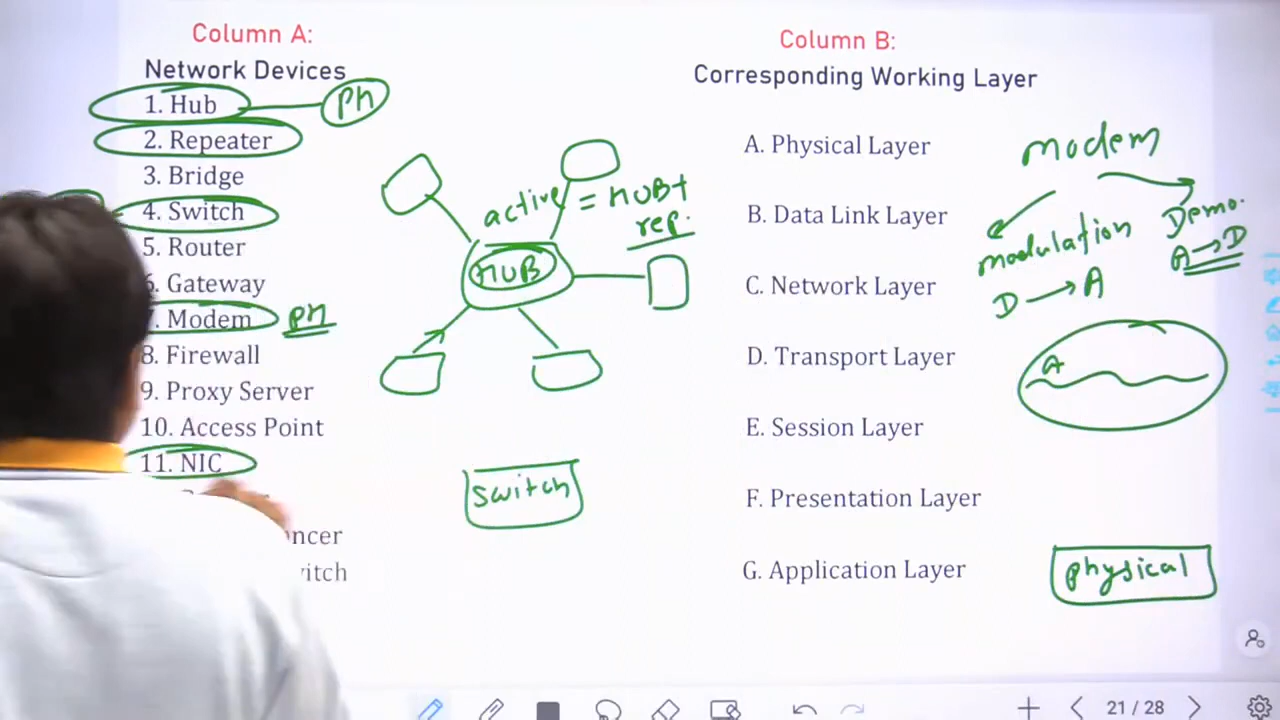 Column A:
Network Devices
1. Hub
ph
2. Repeater
3. Bridge
4. Switch
5. Router
Gateway
Modem
pH
8. Firewall
9. Proxy Server
10. Access Point
11. NIC
ncer
itch
active = HUB+
rep.
HUB
switch
Column B:
Corresponding Working Layer
A. Physical Layer
B. Data Link Layer
C. Network Layer
D. Transport Layer
E. Session Layer
F. Presentation Layer
G. Application Layer
modem
modulation
D → A
Demo.
A → D
A
physical
21 / 28